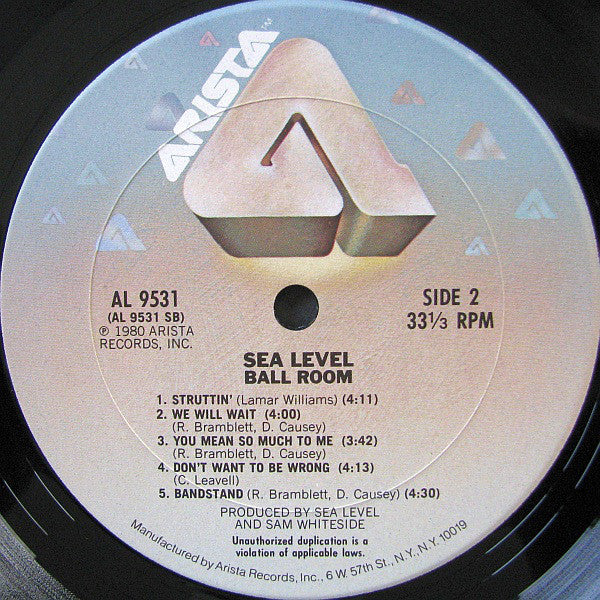 ARISTA™
AL 9531
(AL 9531 SB)
℗ 1980 ARISTA
RECORDS, INC.
SIDE 2
33⅓ RPM
SEA LEVEL
BALL ROOM
1. STRUTTIN' (Lamar Williams) (4:11)
2. WE WILL WAIT (4:00)
(R. Bramblett, D. Causey)
3. YOU MEAN SO MUCH TO ME (3:42)
(R. Bramblett, D. Causey)
4. DON'T WANT TO BE WRONG (4:13)
(C. Leavell)
5. BANDSTAND (R. Bramblett, D. Causey) (4:30)
PRODUCED BY SEA LEVEL
AND SAM WHITESIDE
Unauthorized duplication is a
violation of applicable laws.
Manufactured by Arista Records, Inc., 6 W. 57th St., N.Y., N.Y. 10019